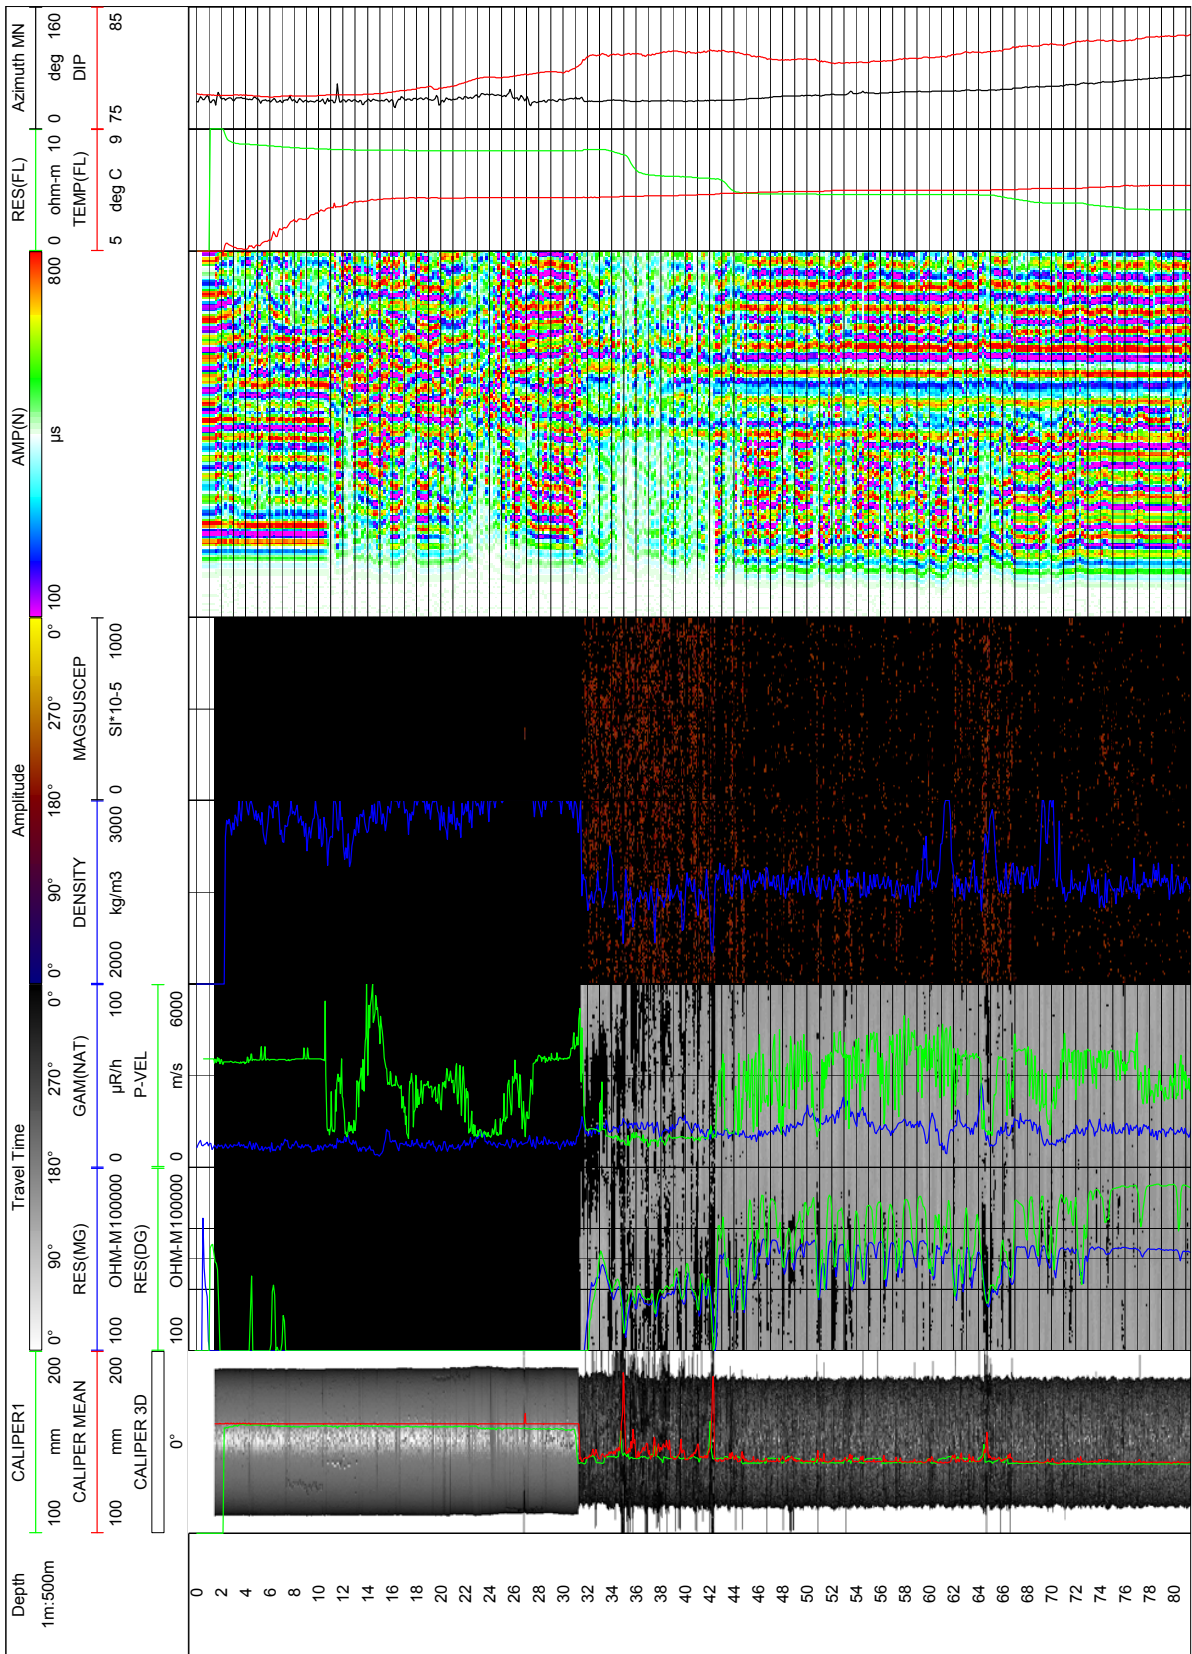 Depth
1m:500m
CALIPER1
100 mm 200
CALIPER MEAN
100 mm 200
CALIPER 3D
0°
Travel Time
0° 90° 180° 270° 0°
RES(MG)
100 OHM-M 100000
RES(DG)
100 OHM-M 100000
GAM(NAT)
0 µR/h 100
P-VEL
0 m/s 6000
Amplitude
0° 90° 180° 270° 0°
DENSITY
2000 kg/m3 3000
MAGSUSCEP
0 SI*10-5 1000
AMP(N)
100 µs 800
RES(FL)
0 ohm-m 10
TEMP(FL)
5 deg C 9
Azimuth MN
0 deg 160
DIP
75 85
0
2
4
6
8
10
12
14
16
18
20
22
24
26
28
30
32
34
36
38
40
42
44
46
48
50
52
54
56
58
60
62
64
66
68
70
72
74
76
78
80